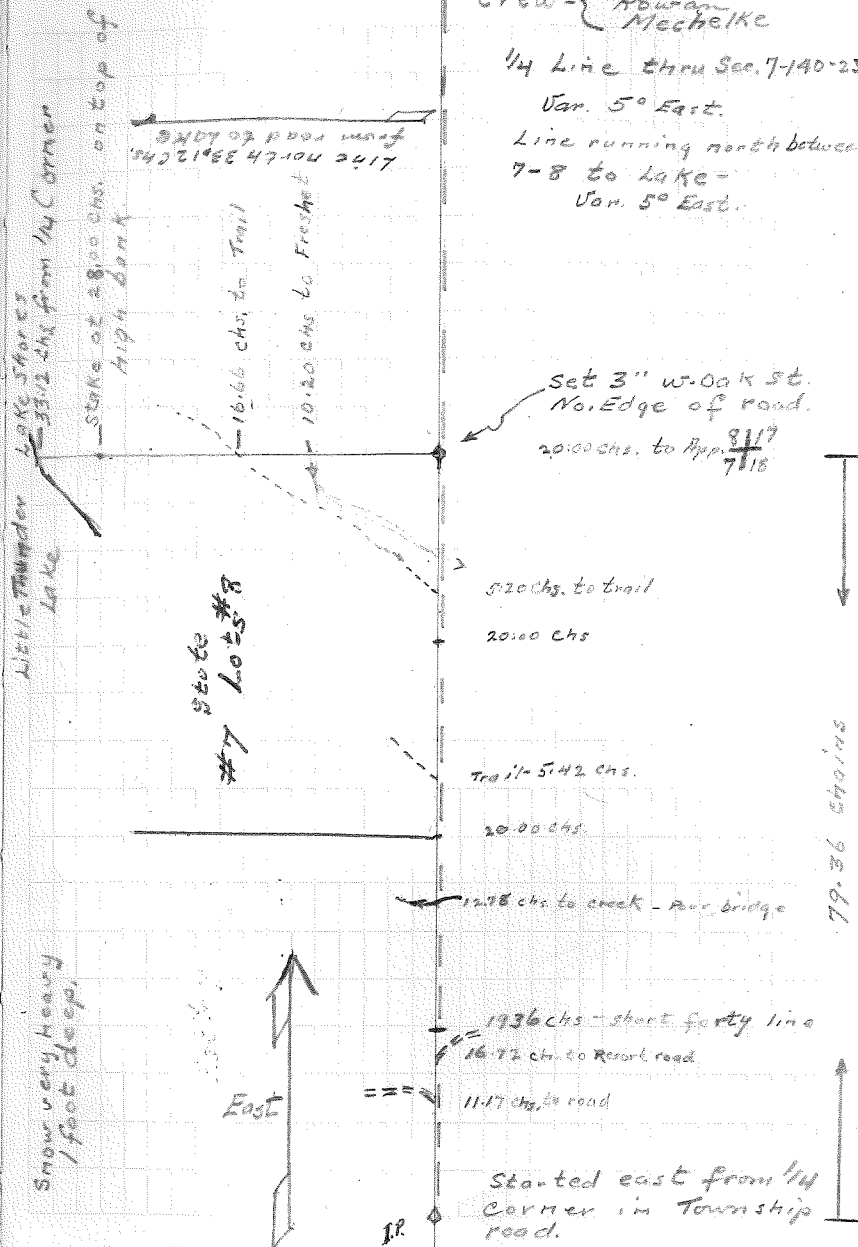 Crew - { Rowan
Mechelke
1/4 Line thru Sec. 7-140-25
Var. 5° East.
Line running north between
7-8 to Lake -
Var. 5° East.
Line north 33.12 chs.
from road to Lake
Set 3" w. Oak st.
No. Edge of road.
20.00 chs. to App. 8|17
7|18
Little Thunder Lake Shores
Lake
33.12 chs from 1/4 Corner
Stake at 28.00 chs. on top of
high bank
16.66 chs. to Trail
10.20 chs to Freshet
5.20 chs. to trail
20.00 chs
State
#7 Lots #8
Trail - 5.42 chs.
20.00 chs
12.78 chs to creek - Poor bridge
79.36 chains
19.36 chs - short forty line
16.72 ch. to Resort road
11.17 chs. to road
Snow very heavy
1 foot deep.
East
Started east from 1/4
Corner in Township
road.
I.P.